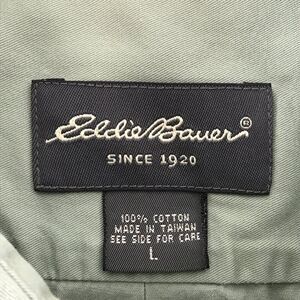 Eddie Bauer®
SINCE 1920
100% COTTON
MADE IN TAIWAN
SEE SIDE FOR CARE
L